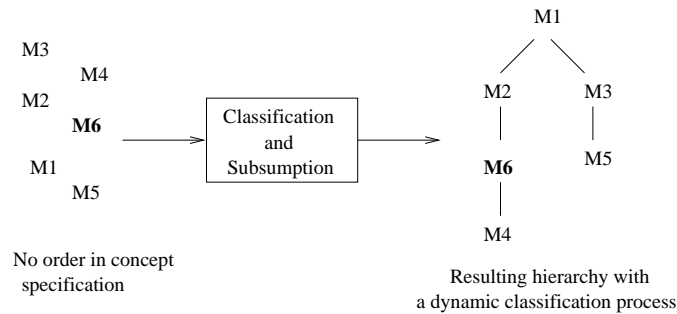 M3
M4
M2
M6
M1
M5
No order in concept
specification
Classification
and
Subsumption
M1
M2
M3
M6
M5
M4
Resulting hierarchy with
a dynamic classification process